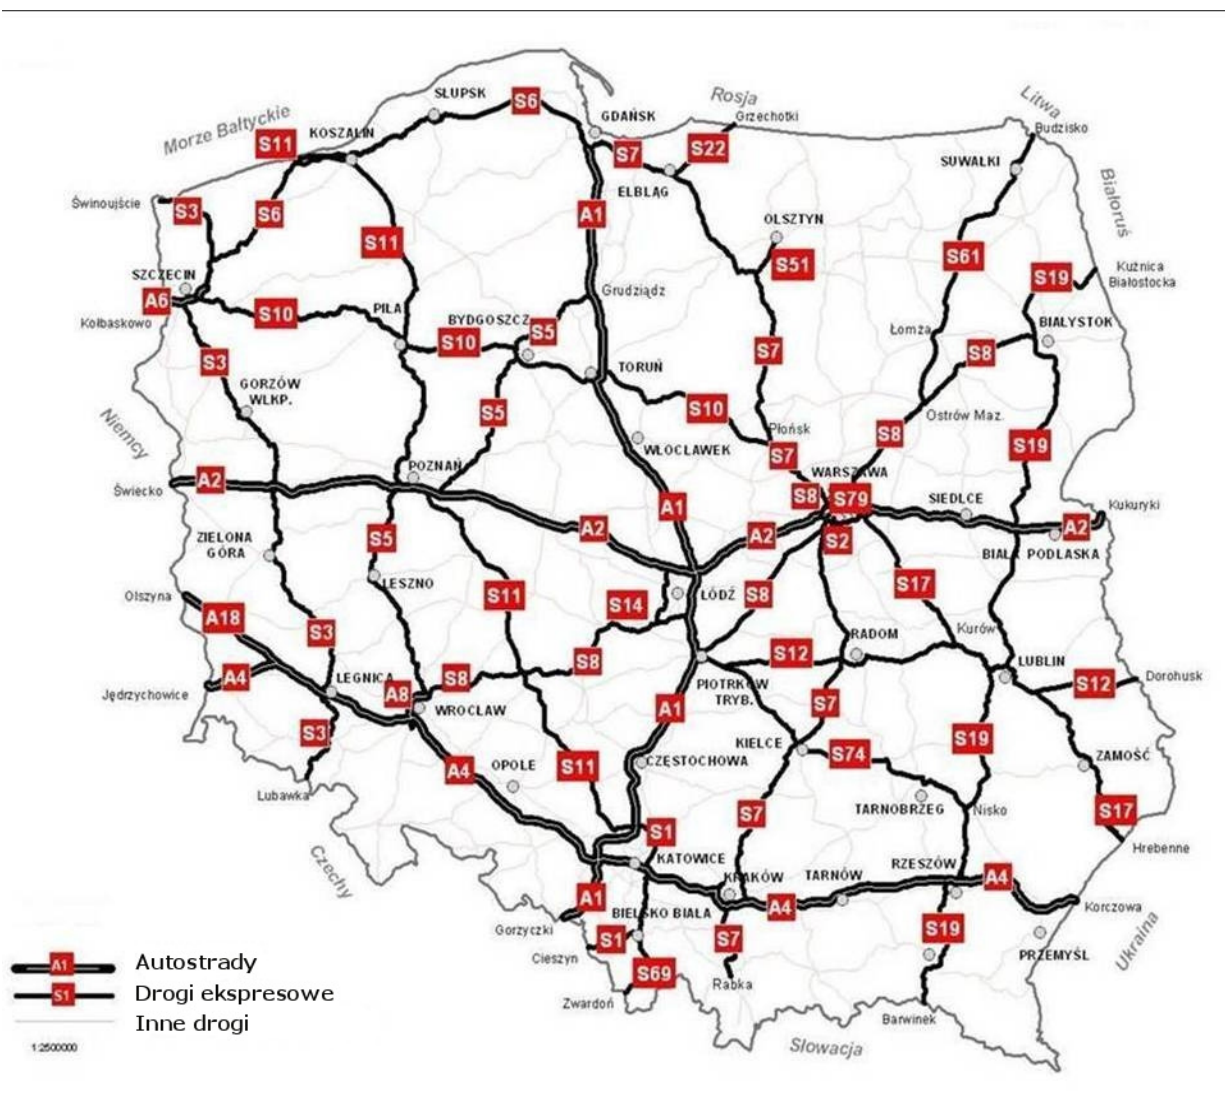 Morze Bałtyckie
SŁUPSK
S6
GDAŃSK
Rosja
Grzechotki
Litwa
Budzisko
S11
KOSZALIN
S7
S22
SUWAŁKI
Białoruś
Świnoujście
S3
S6
ELBLĄG
A1
OLSZTYN
S11
S51
S61
S19
Kuźnica
Białostocka
SZCZECIN
A6
Kołbaskowo
S10
PIŁA
BYDGOSZCZ
S5
Grudziądz
S10
Łomża
BIAŁYSTOK
S8
S3
GORZÓW
WLKP.
TORUŃ
S7
S5
S10
Ostrów Maz.
Niemcy
WŁOCŁAWEK
Płońsk
S7
S8
S19
POZNAŃ
WARSZAWA
Świecko
A2
A1
S8
S79
SIEDLCE
Kukuryki
A2
A2
S2
A2
ZIELONA
GÓRA
S5
BIAŁA PODLASKA
LESZNO
S11
S14
ŁÓDŹ
S8
S17
Olszyna
A18
S3
S12
RADOM
Kurów
S8
LUBLIN
Jędrzychowice
A4
LEGNICA
A8
S8
WROCŁAW
PIOTRKÓW
TRYB.
S7
S12
Dorohusk
A1
S3
KIELCE
S74
S19
ZAMOŚĆ
Lubawka
A4
OPOLE
S11
CZĘSTOCHOWA
TARNOBRZEG
Nisko
S17
S7
Hrebenne
S1
Czechy
KATOWICE
KRAKÓW
TARNÓW
RZESZÓW
A4
A1
A4
Korczowa
Gorzyczki
BIELSKO BIAŁA
S1
S7
S19
Ukraina
Cieszyn
PRZEMYŚL
S69
Zwardoń
Rabka
Barwinek
Słowacja
A1 Autostrady
S1 Drogi ekspresowe
Inne drogi
1:2500000